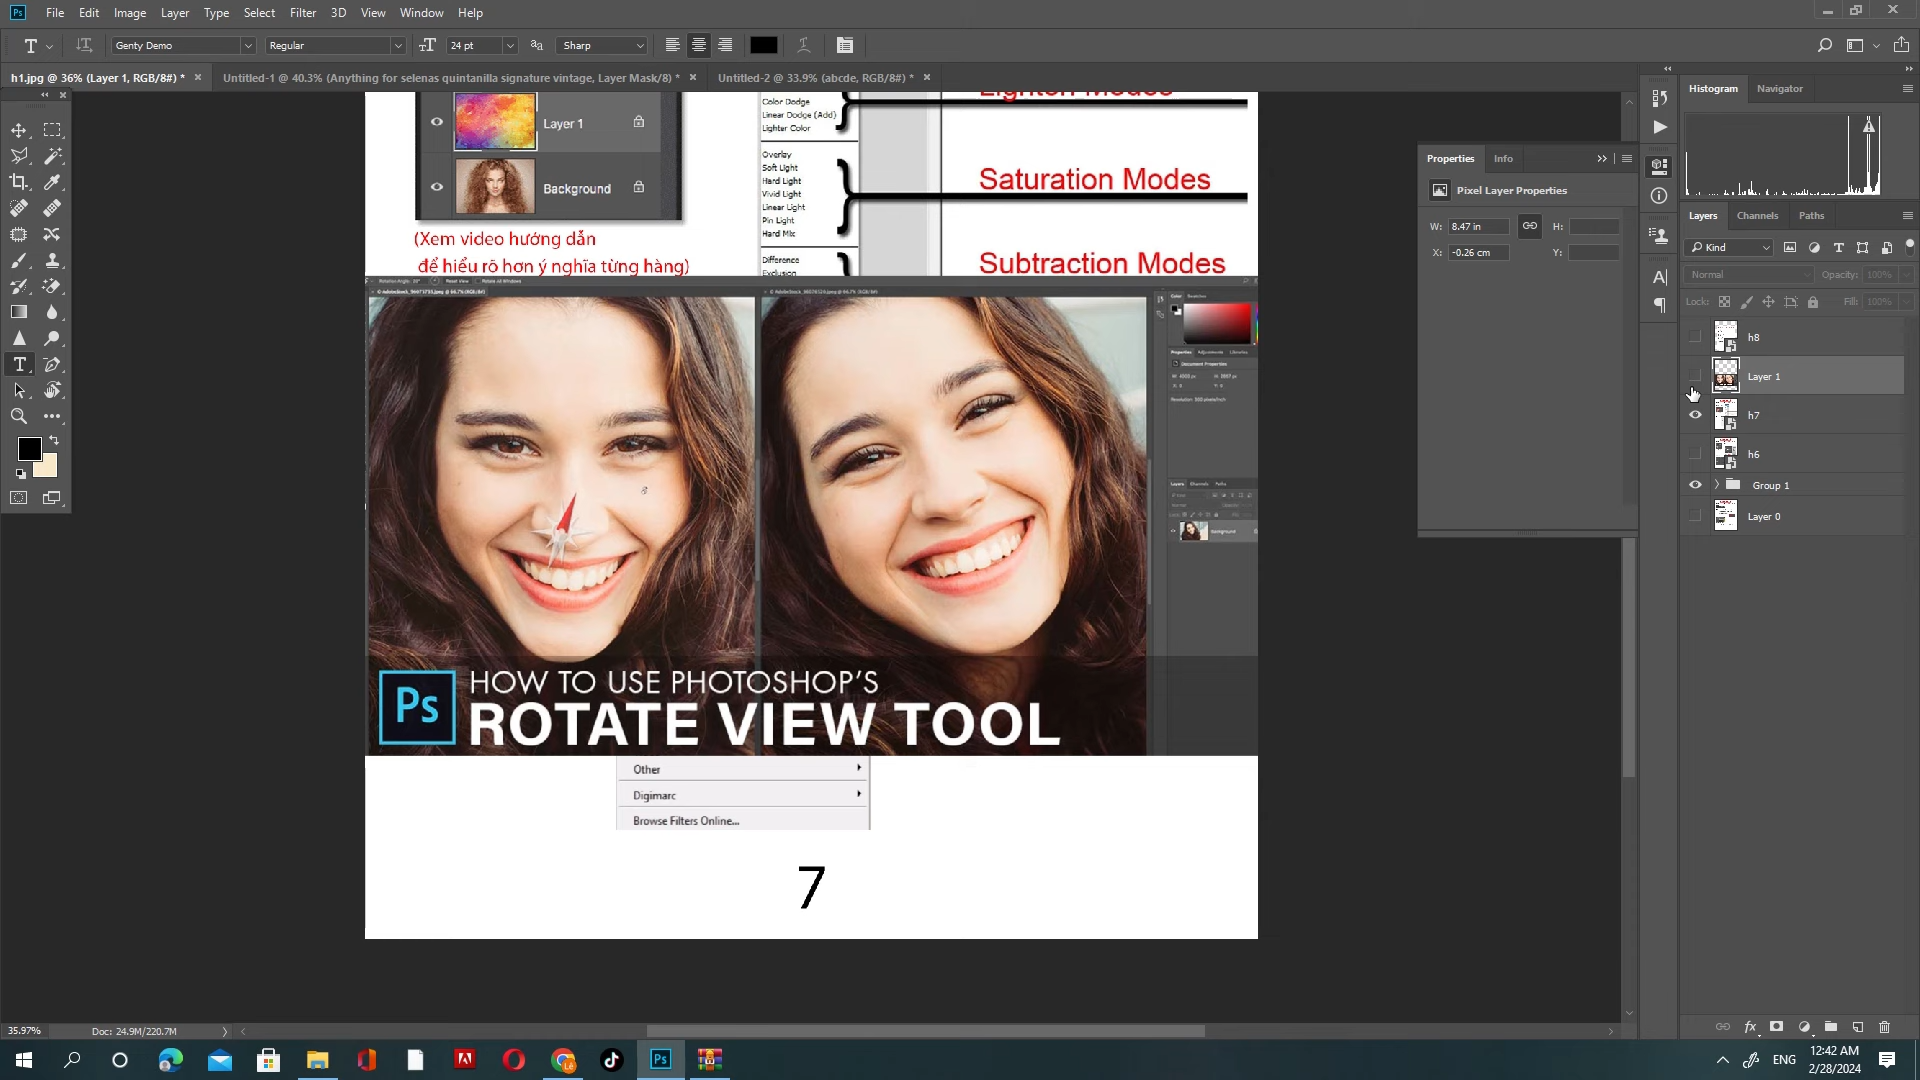 Ps File Edit Image Layer Type Select Filter 3D View Window Help
T Genty Demo Regular 24 pt Sharp
h1.jpg @ 36% (Layer 1, RGB/8#) * Untitled-1 @ 40.3% (Anything for selenas quintanilla signature vintage, Layer Mask/8) * Untitled-2 @ 33.9% (abcde, RGB/8#) *
Layer 1
Background
(Xem video hướng dẫn
để hiểu rõ hơn ý nghĩa từng hàng)
Color Dodge
Linear Dodge (Add)
Lighter Color
Lighten Modes
Overlay
Soft Light
Hard Light
Vivid Light
Linear Light
Pin Light
Hard Mix
Saturation Modes
Difference
Exclusion
Subtraction Modes
Ps
HOW TO USE PHOTOSHOP'S
ROTATE VIEW TOOL
Other
Digimarc
Browse Filters Online...
7
Properties Info
Pixel Layer Properties
W: 8.47 in H:
X: -0.26 cm Y:
Histogram Navigator
Layers Channels Paths
Kind
Normal Opacity: 100%
Lock: Fill: 100%
h8
Layer 1
h7
h6
Group 1
Layer 0
35.97% Doc: 24.9M/220.7M
ENG
12:42 AM
2/28/2024